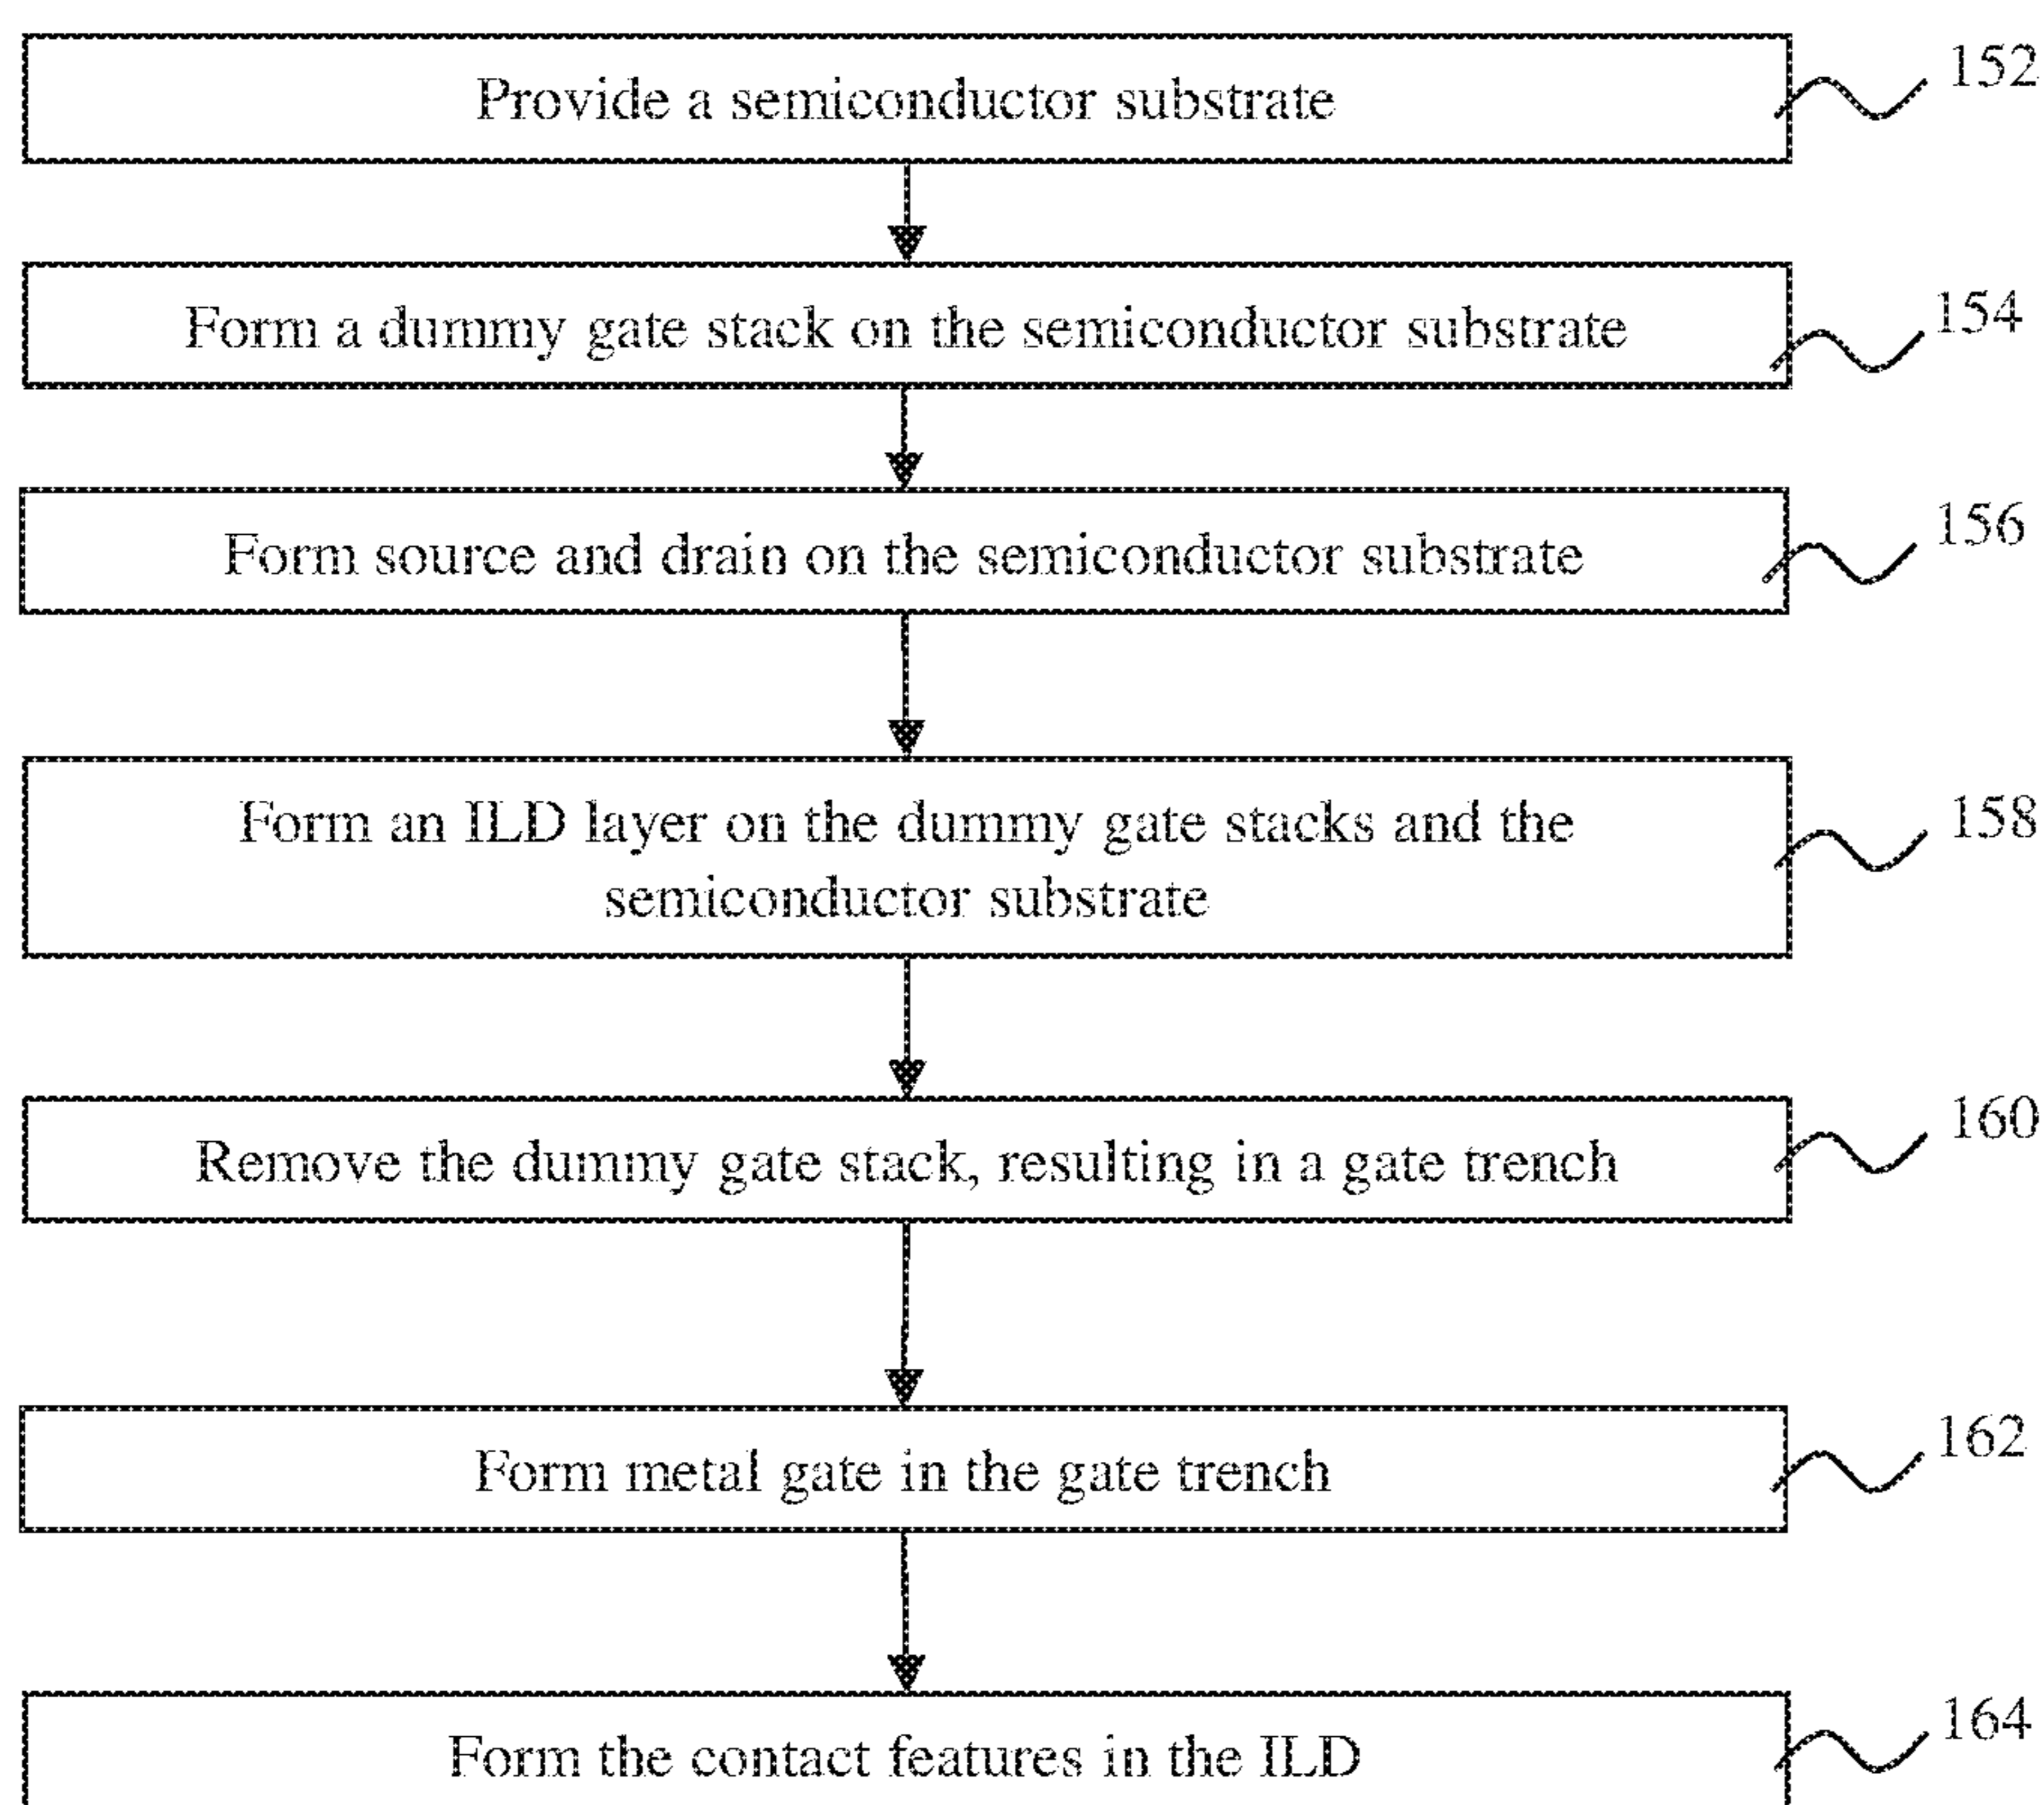 Provide a semiconductor substrate
152
Form a dummy gate stack on the semiconductor substrate
154
Form source and drain on the semiconductor substrate
156
Form an ILD layer on the dummy gate stacks and the
semiconductor substrate
158
Remove the dummy gate stack, resulting in a gate trench
160
Form metal gate in the gate trench
162
Form the contact features in the ILD
164